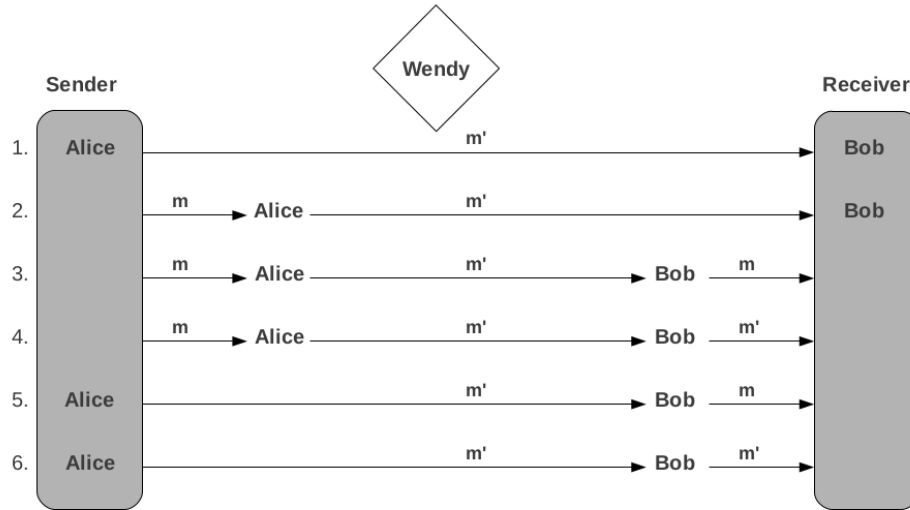 Wendy
Sender Receiver
1. Alice m' Bob
2. m Alice m' Bob
3. m Alice m' Bob m
4. m Alice m' Bob m'
5. Alice m' Bob m
6. Alice m' Bob m'